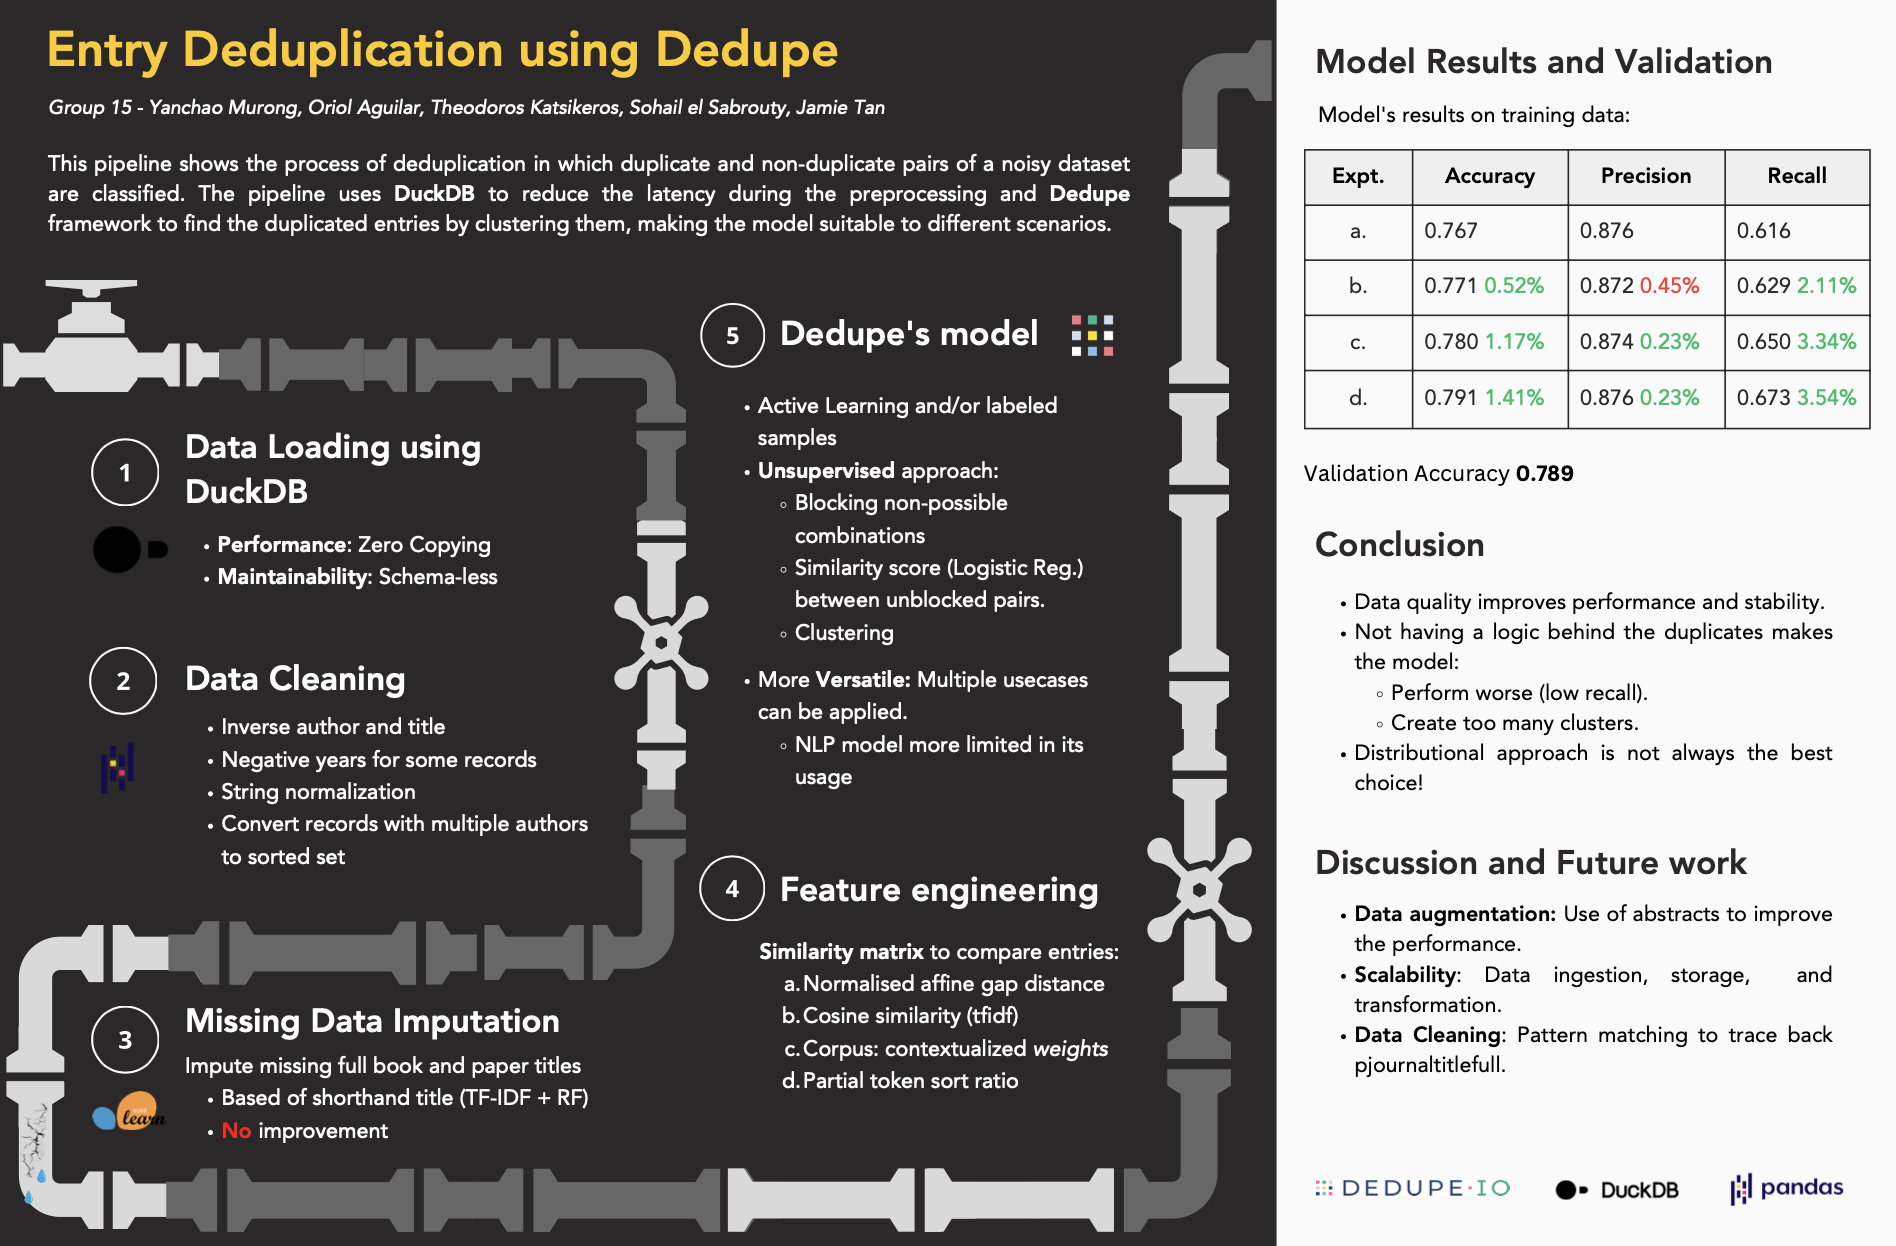 Entry Deduplication using Dedupe
Group 15 - Yanchao Murong, Oriol Aguilar, Theodoros Katsikeros, Sohail el Sabrouty, Jamie Tan
This pipeline shows the process of deduplication in which duplicate and non-duplicate pairs of a noisy dataset
are classified. The pipeline uses DuckDB to reduce the latency during the preprocessing and Dedupe
framework to find the duplicated entries by clustering them, making the model suitable to different scenarios.
1
Data Loading using
DuckDB
• Performance: Zero Copying
• Maintainability: Schema-less
2
Data Cleaning
• Inverse author and title
• Negative years for some records
• String normalization
• Convert records with multiple authors
to sorted set
3
Missing Data Imputation
Impute missing full book and paper titles
• Based of shorthand title (TF-IDF + RF)
• No improvement
learn
5
Dedupe's model
• Active Learning and/or labeled
samples
• Unsupervised approach:
◦ Blocking non-possible
combinations
◦ Similarity score (Logistic Reg.)
between unblocked pairs.
◦ Clustering
• More Versatile: Multiple usecases
can be applied.
◦ NLP model more limited in its
usage
4
Feature engineering
Similarity matrix to compare entries:
a. Normalised affine gap distance
b. Cosine similarity (tfidf)
c. Corpus: contextualized weights
d. Partial token sort ratio
Model Results and Validation
Model's results on training data:
Expt. Accuracy Precision Recall
a. 0.767 0.876 0.616
b. 0.771 0.52% 0.872 0.45% 0.629 2.11%
c. 0.780 1.17% 0.874 0.23% 0.650 3.34%
d. 0.791 1.41% 0.876 0.23% 0.673 3.54%
Validation Accuracy 0.789
Conclusion
• Data quality improves performance and stability.
• Not having a logic behind the duplicates makes
the model:
◦ Perform worse (low recall).
◦ Create too many clusters.
• Distributional approach is not always the best
choice!
Discussion and Future work
• Data augmentation: Use of abstracts to improve
the performance.
• Scalability: Data ingestion, storage, and
transformation.
• Data Cleaning: Pattern matching to trace back
pjournaltitlefull.
DEDUPE·IO
DuckDB
pandas